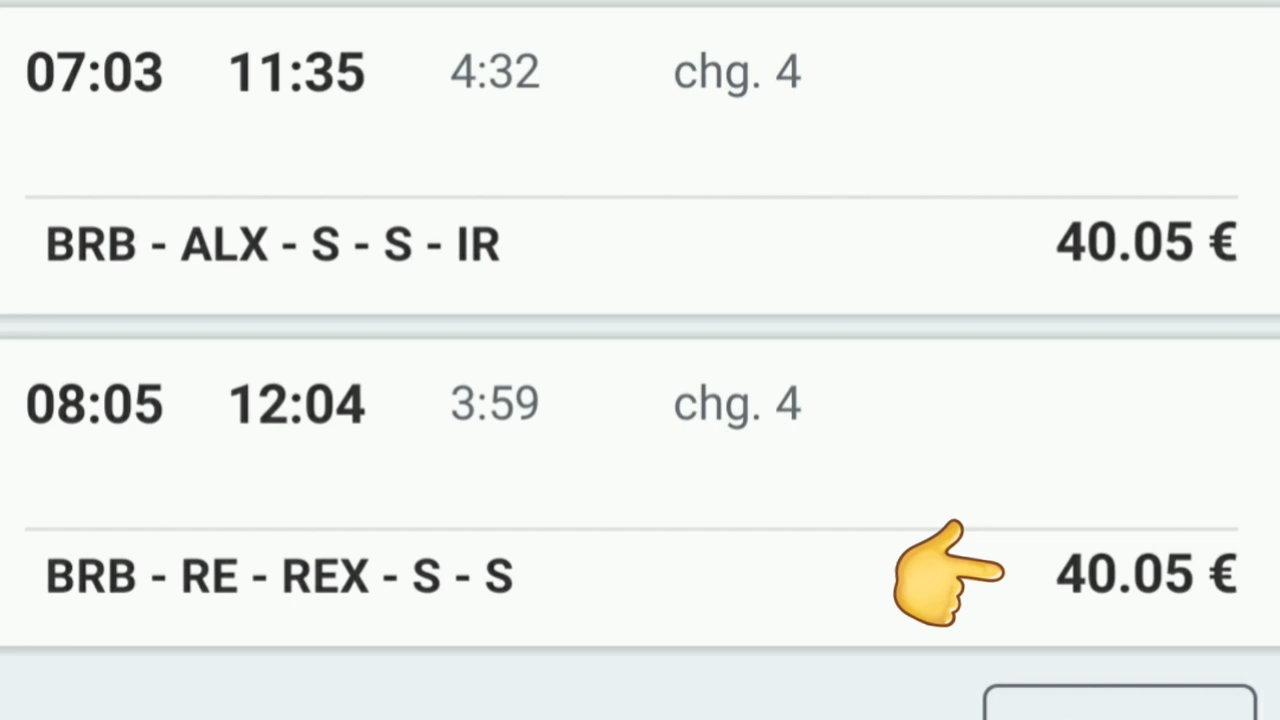 07:03 11:35 4:32 chg. 4
BRB - ALX - S - S - IR 40.05 €
08:05 12:04 3:59 chg. 4
BRB - RE - REX - S - S 40.05 €